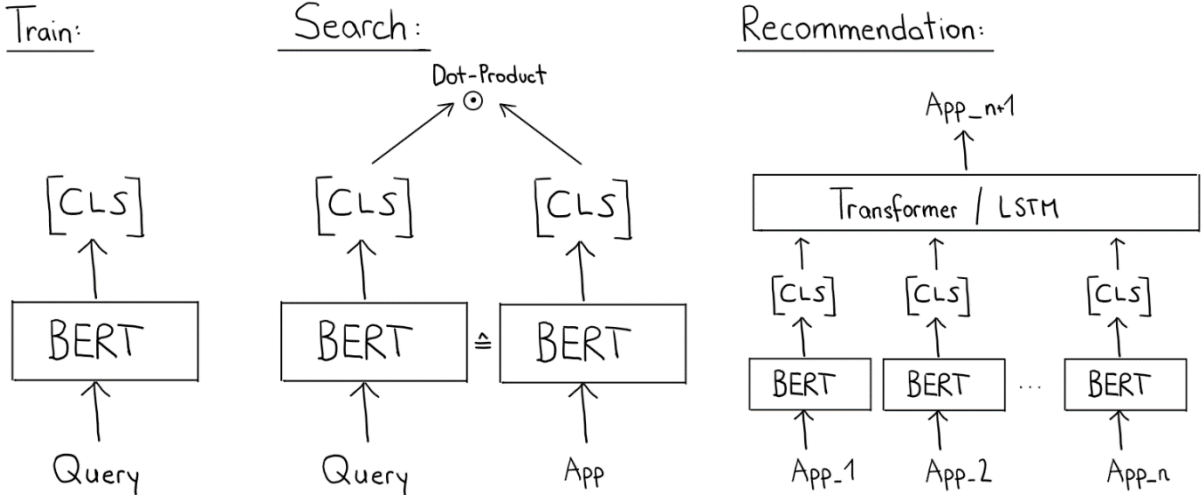 Train:
[CLS]
BERT
Query
Search:
Dot-Product
[CLS] [CLS]
BERT ≙ BERT
Query App
Recommendation:
App_n+1
Transformer / LSTM
[CLS] [CLS] [CLS]
BERT BERT ... BERT
App_1 App_2 App_n